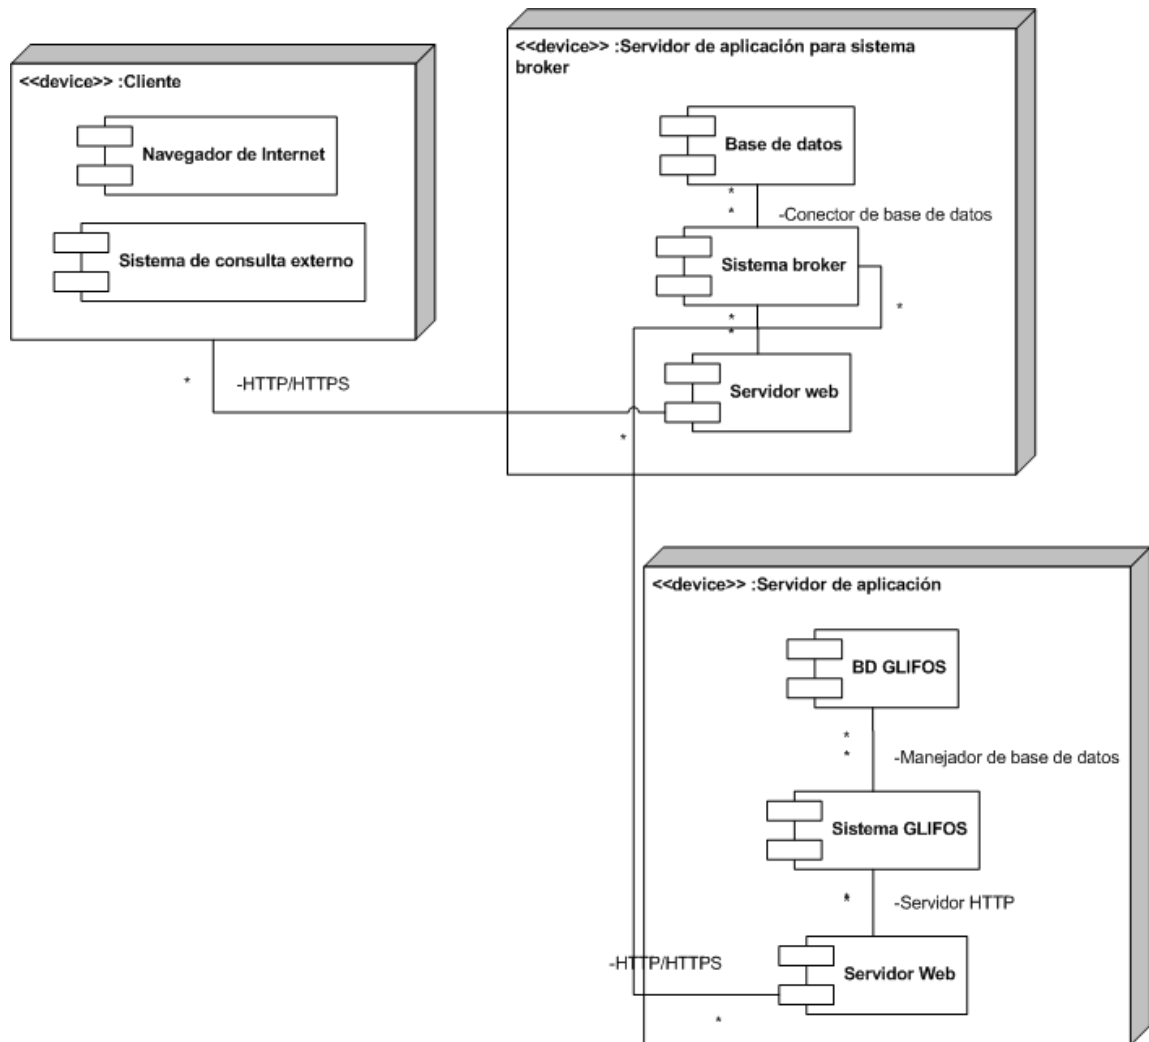 <<device>> :Cliente
Navegador de Internet
Sistema de consulta externo
*
-HTTP/HTTPS
<<device>> :Servidor de aplicación para sistema
broker
Base de datos
*
*
-Conector de base de datos
Sistema broker
*
*
*
Servidor web
*
<<device>> :Servidor de aplicación
BD GLIFOS
*
*
-Manejador de base de datos
Sistema GLIFOS
*
-Servidor HTTP
-HTTP/HTTPS
Servidor Web
*